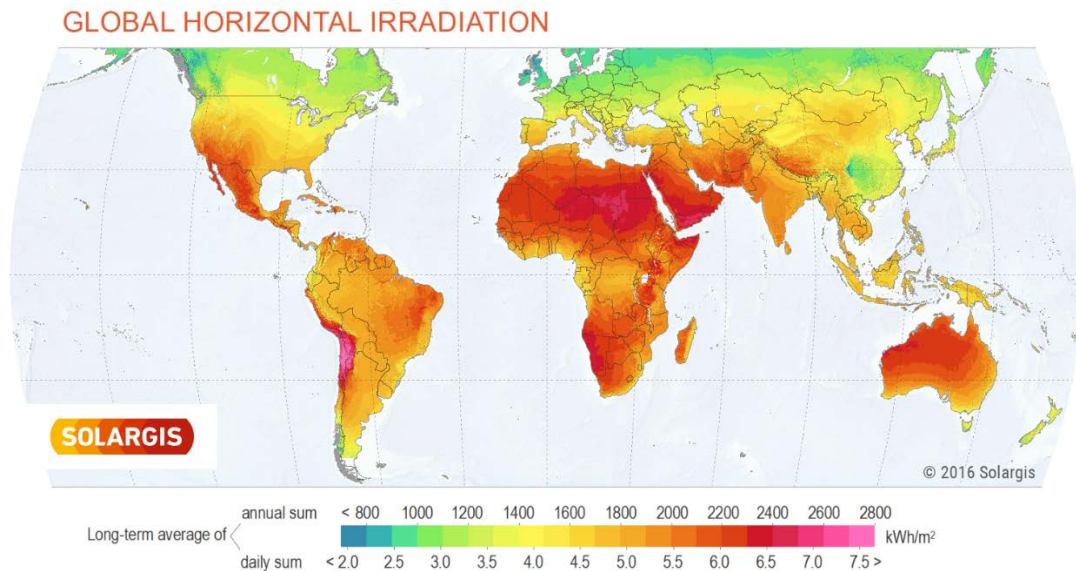 GLOBAL HORIZONTAL IRRADIATION
SOLARGIS
© 2016 Solargis
annual sum < 800 1000 1200 1400 1600 1800 2000 2200 2400 2600 2800
Long-term average of kWh/m²
daily sum < 2.0 2.5 3.0 3.5 4.0 4.5 5.0 5.5 6.0 6.5 7.0 7.5 >